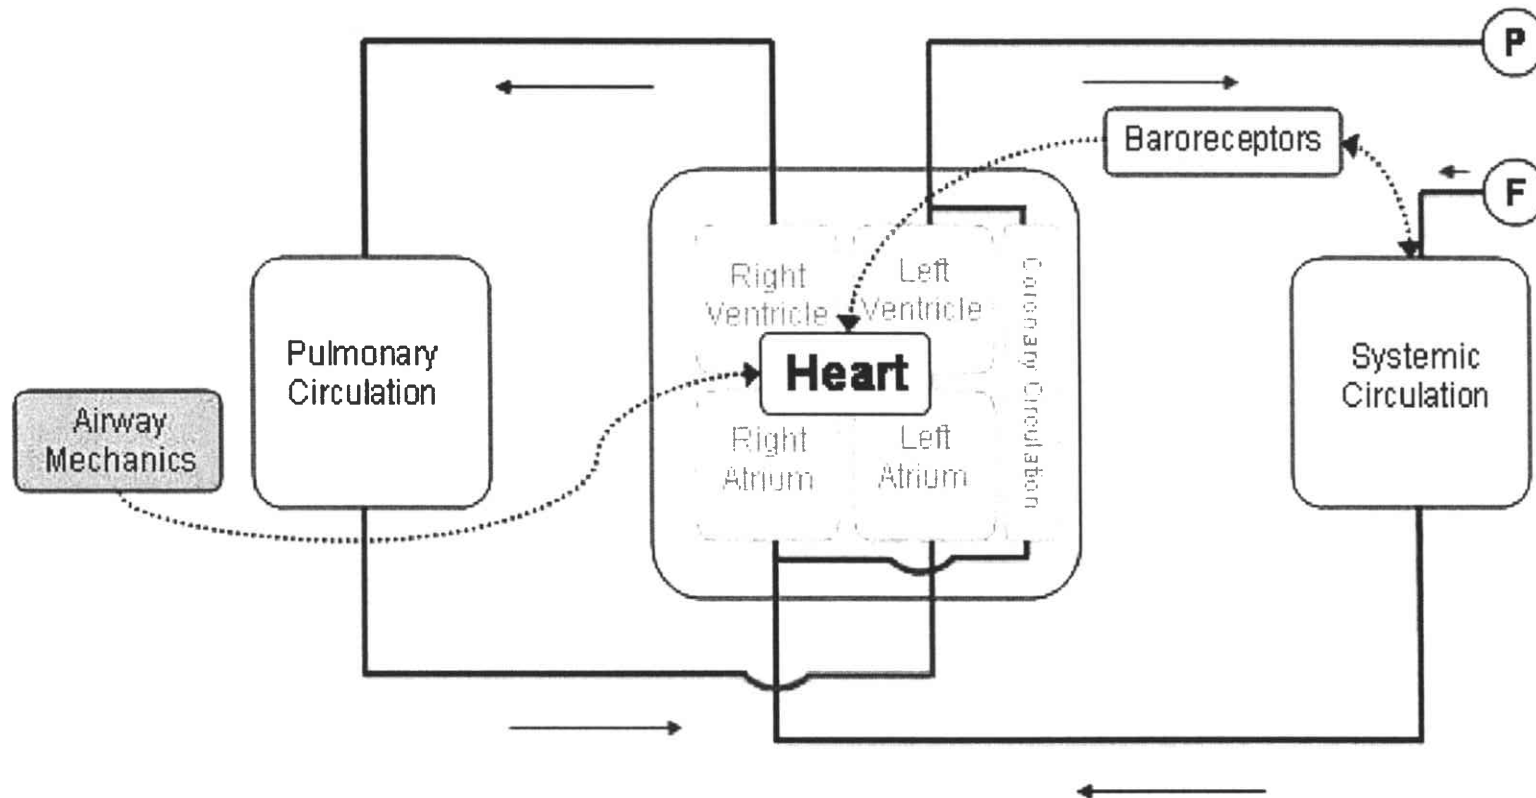 P
Baroreceptors
F
Right
Ventricle
Left
Ventricle
Coronary Circulation
Pulmonary
Circulation
Heart
Systemic
Circulation
Airway
Mechanics
Right
Atrium
Left
Atrium